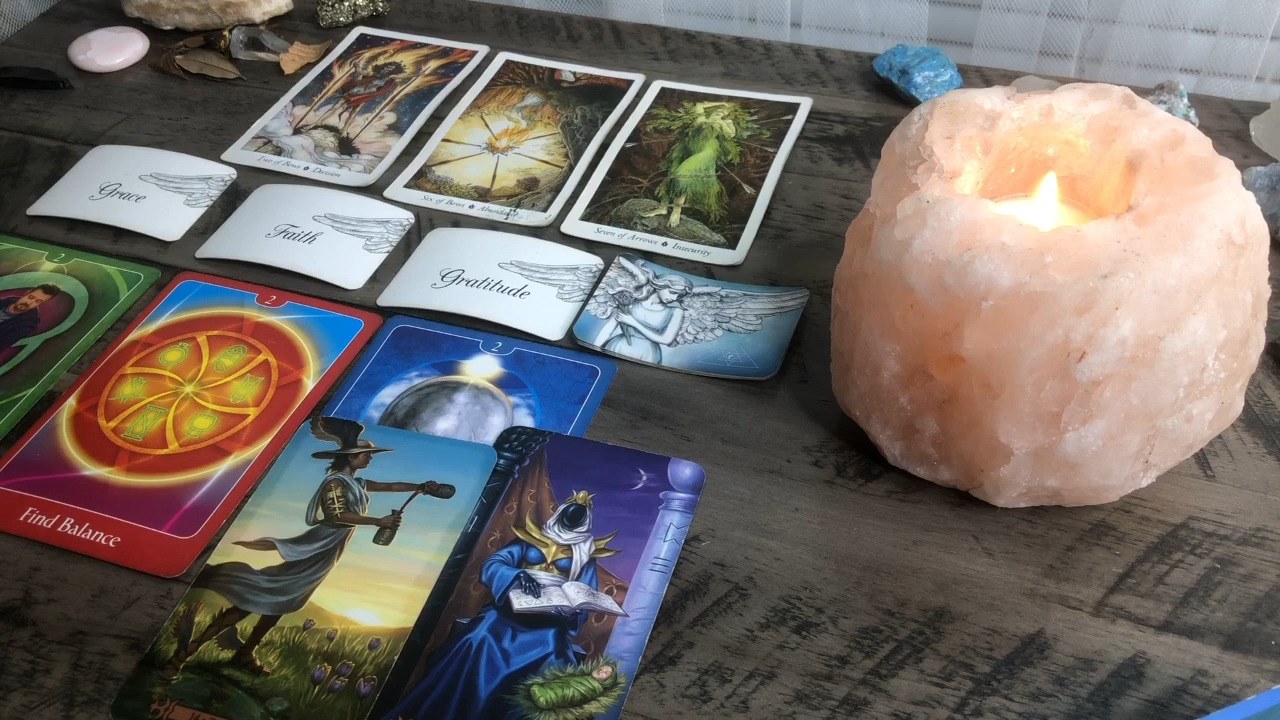 Two of Bows Decision
Six of Bows Abundance
Seven of Arrows Insecurity
Grace
Faith
Gratitude
2
2
2
Find Balance